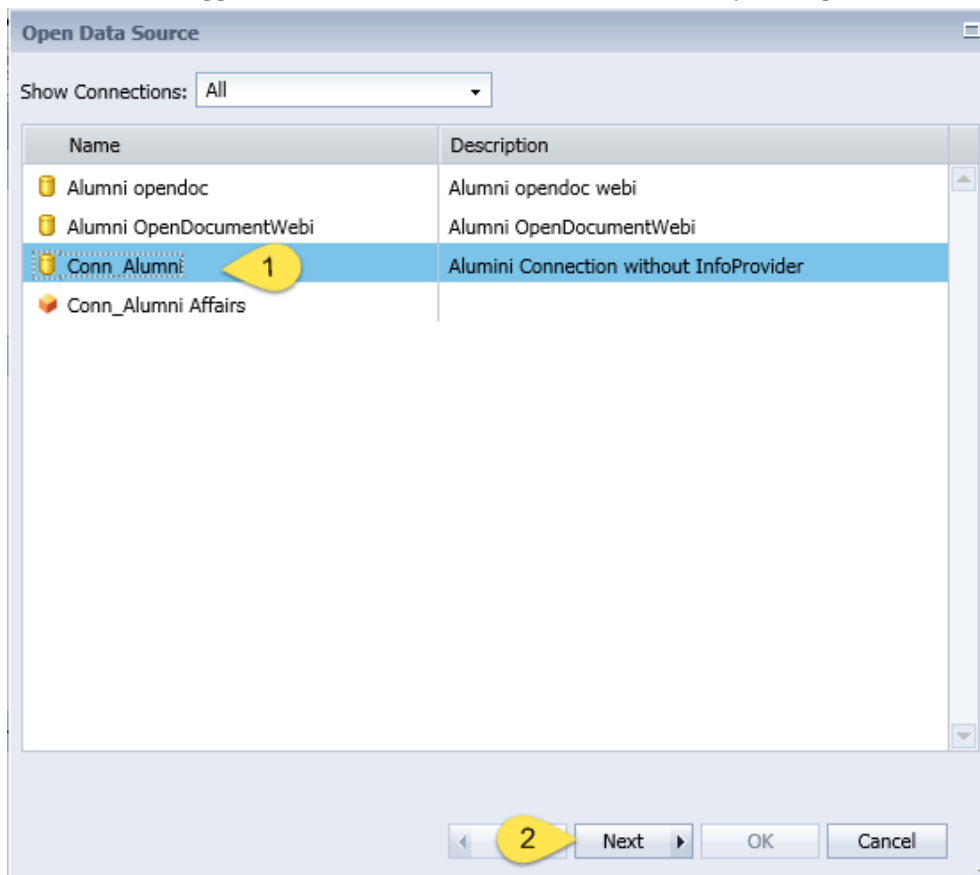 Open Data Source
Show Connections: All
Name Description
Alumni opendoc Alumni opendoc webi
Alumni OpenDocumentWebi Alumni OpenDocumentWebi
Conn_Alumni 1 Alumini Connection without InfoProvider
Conn_Alumni Affairs
2 Next OK Cancel